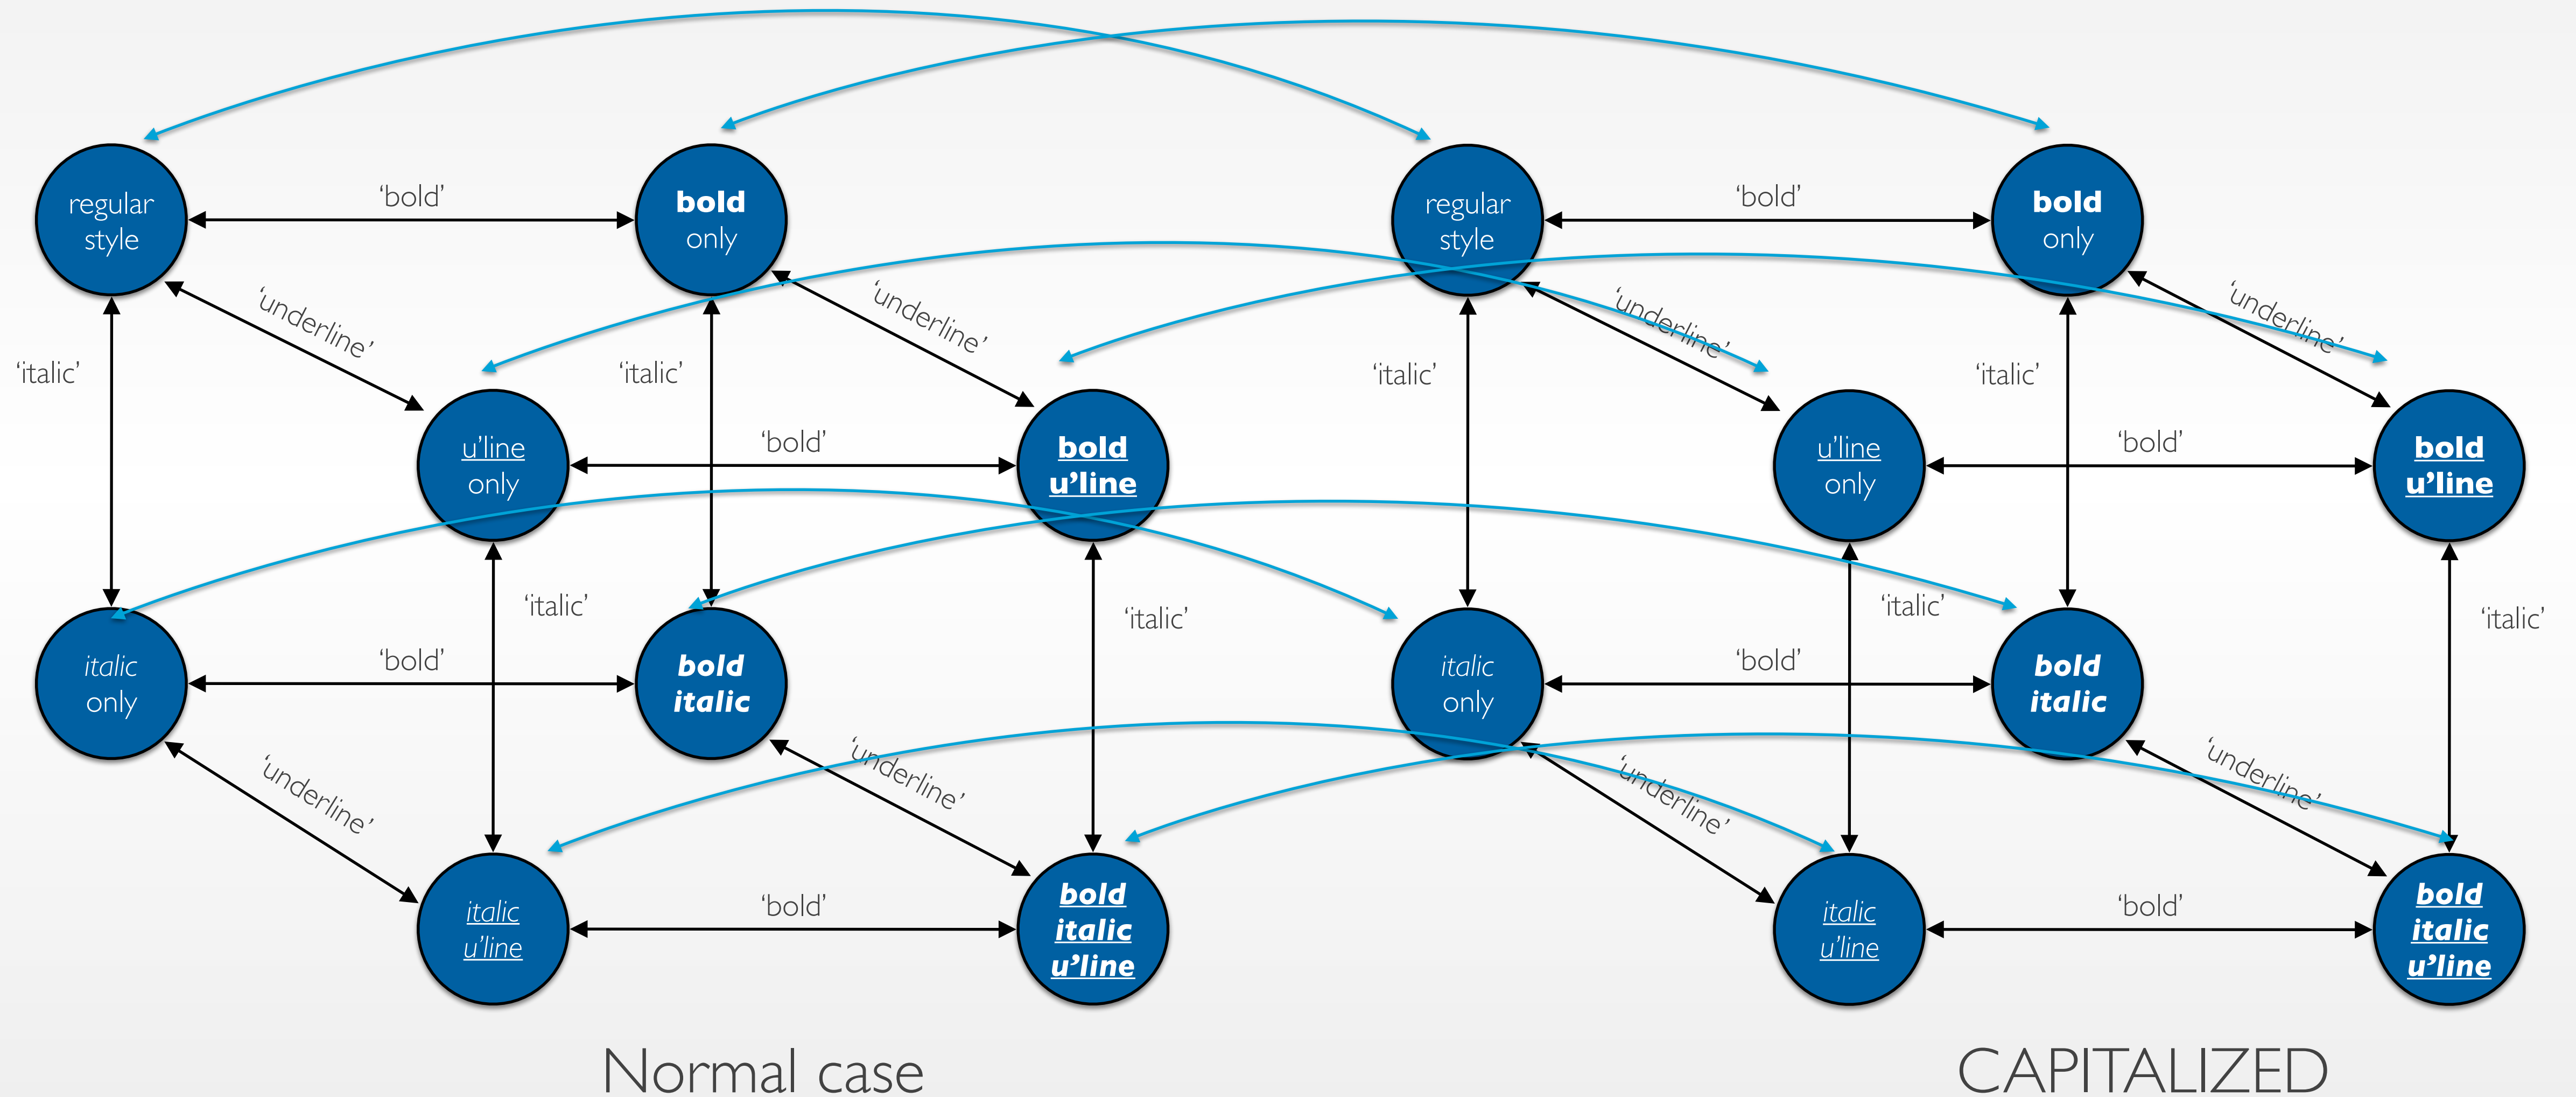 regular
style
‘bold’
bold
only
regular
style
‘bold’
bold
only
‘underline’
‘underline’
‘underline’
‘underline’
‘italic’
‘italic’
‘italic’
‘italic’
u’line
only
‘bold’
bold
u’line
u’line
only
‘bold’
bold
u’line
‘italic’
‘italic’
‘italic’
‘italic’
italic
only
‘bold’
bold
italic
italic
only
‘bold’
bold
italic
‘underline’
‘underline’
‘underline’
‘underline’
italic
u’line
‘bold’
bold
italic
u’line
italic
u’line
‘bold’
bold
italic
u’line
Normal case
CAPITALIZED